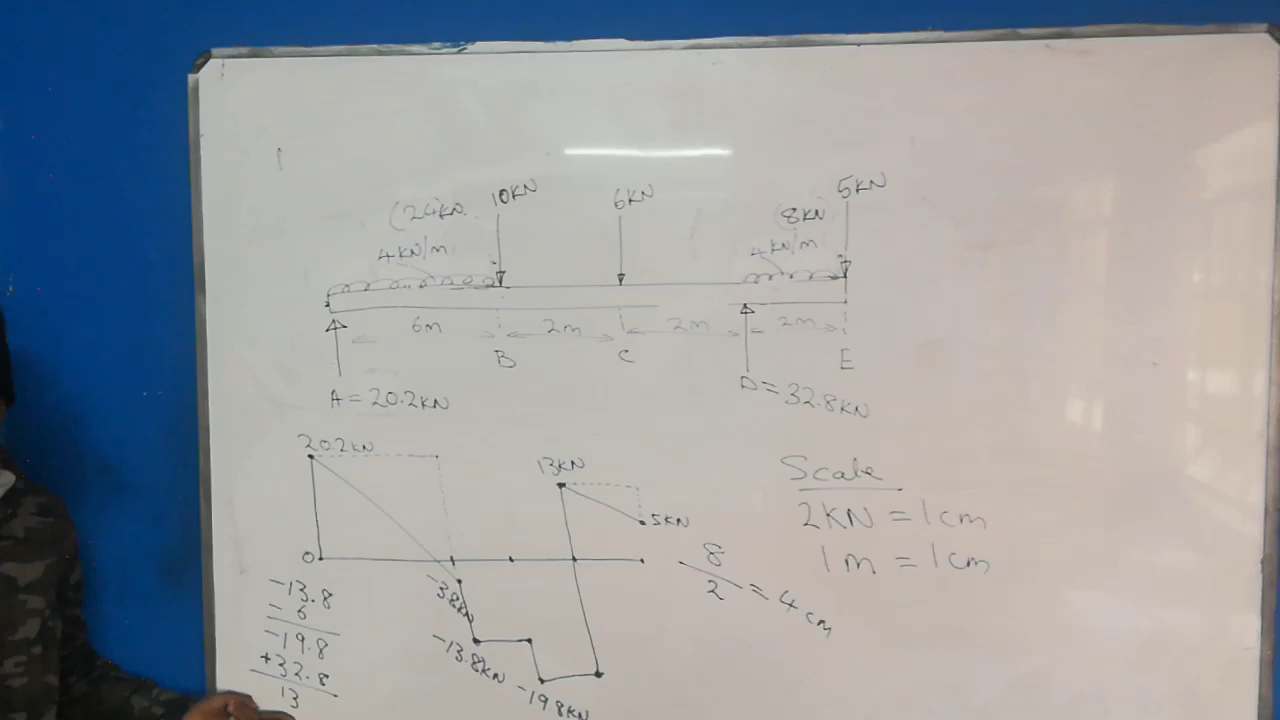 10KN 6KN 5KN
(24KN. (8KN)
4KN/m 4KN/m
6m 2m 2m 2m
B C E
A = 20.2KN D = 32.8KN
20.2KN
13KN
5KN
0
-3.8KN
-13.8KN
-19.8KN
-13.8
- 6
-19.8
+32.8
13
8
2
= 4 cm
Scale
2KN = 1cm
1m = 1cm